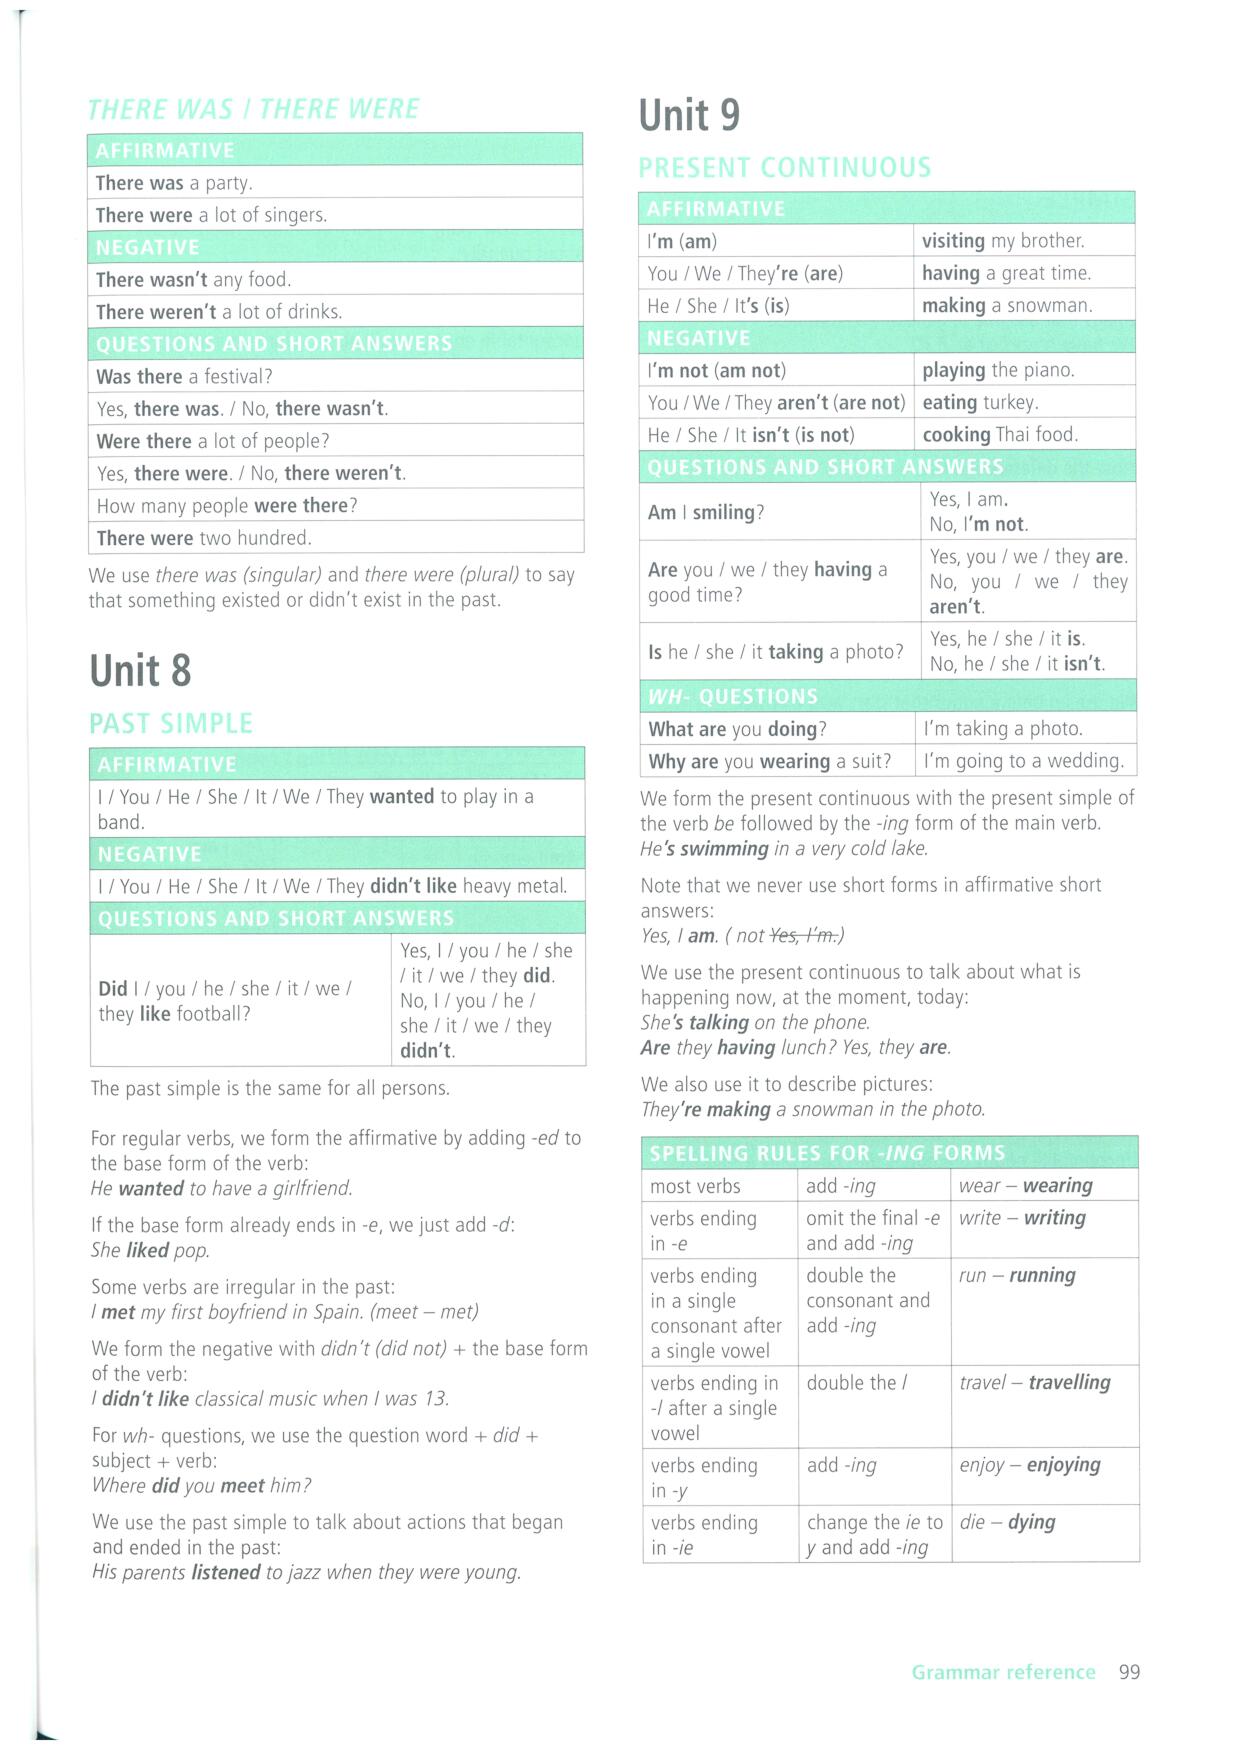 THERE WAS / THERE WERE
AFFIRMATIVE
There was a party.
There were a lot of singers.
NEGATIVE
There wasn't any food.
There weren't a lot of drinks.
QUESTIONS AND SHORT ANSWERS
Was there a festival?
Yes, there was. / No, there wasn't.
Were there a lot of people?
Yes, there were. / No, there weren't.
How many people were there?
There were two hundred.
We use there was (singular) and there were (plural) to say
that something existed or didn't exist in the past.
Unit 8
PAST SIMPLE
AFFIRMATIVE
I / You / He / She / It / We / They wanted to play in a
band.
NEGATIVE
I / You / He / She / It / We / They didn't like heavy metal.
QUESTIONS AND SHORT ANSWERS
Did I / you / he / she / it / we /
they like football?
Yes, I / you / he / she
/ it / we / they did.
No, I / you / he /
she / it / we / they
didn't.
The past simple is the same for all persons.
For regular verbs, we form the affirmative by adding -ed to
the base form of the verb:
He wanted to have a girlfriend.
If the base form already ends in -e, we just add -d:
She liked pop.
Some verbs are irregular in the past:
I met my first boyfriend in Spain. (meet – met)
We form the negative with didn't (did not) + the base form
of the verb:
I didn't like classical music when I was 13.
For wh- questions, we use the question word + did +
subject + verb:
Where did you meet him?
We use the past simple to talk about actions that began
and ended in the past:
His parents listened to jazz when they were young.
Unit 9
PRESENT CONTINUOUS
AFFIRMATIVE
I'm (am) visiting my brother.
You / We / They're (are) having a great time.
He / She / It's (is) making a snowman.
NEGATIVE
I'm not (am not) playing the piano.
You / We / They aren't (are not) eating turkey.
He / She / It isn't (is not) cooking Thai food.
QUESTIONS AND SHORT ANSWERS
Am I smiling?
Yes, I am.
No, I'm not.
Are you / we / they having a
good time?
Yes, you / we / they are.
No, you / we / they
aren't.
Is he / she / it taking a photo?
Yes, he / she / it is.
No, he / she / it isn't.
WH- QUESTIONS
What are you doing? I'm taking a photo.
Why are you wearing a suit? I'm going to a wedding.
We form the present continuous with the present simple of
the verb be followed by the -ing form of the main verb.
He's swimming in a very cold lake.
Note that we never use short forms in affirmative short
answers:
Yes, I am. ( not Yes, I'm.)
We use the present continuous to talk about what is
happening now, at the moment, today:
She's talking on the phone.
Are they having lunch? Yes, they are.
We also use it to describe pictures:
They're making a snowman in the photo.
SPELLING RULES FOR -ING FORMS
most verbs add -ing wear – wearing
verbs ending
in -e
omit the final -e
and add -ing
write – writing
verbs ending
in a single
consonant after
a single vowel
double the
consonant and
add -ing
run – running
verbs ending in
-l after a single
vowel
double the l
travel – travelling
verbs ending
in -y
add -ing
enjoy – enjoying
verbs ending
in -ie
change the ie to
y and add -ing
die – dying
Grammar reference 99